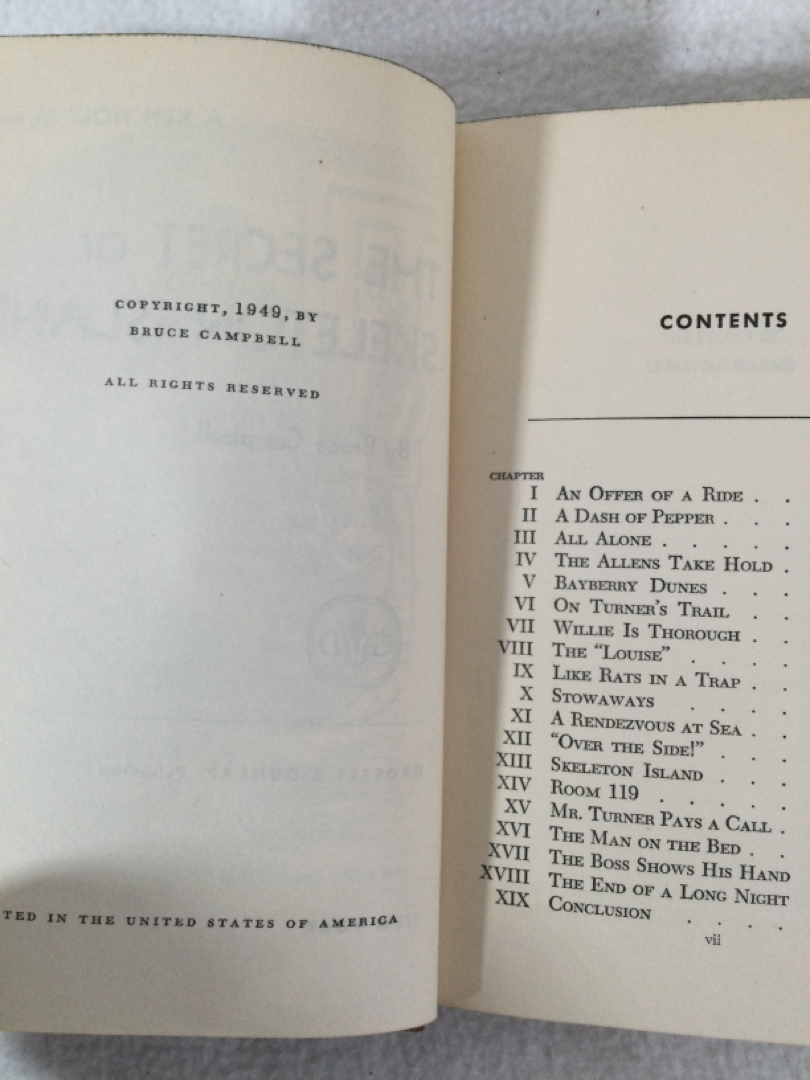 COPYRIGHT, 1949, BY
BRUCE CAMPBELL
ALL RIGHTS RESERVED
TED IN THE UNITED STATES OF AMERICA
CONTENTS
CHAPTER
I AN OFFER OF A RIDE . .
II A DASH OF PEPPER . . .
III ALL ALONE . . . . .
IV THE ALLENS TAKE HOLD .
V BAYBERRY DUNES . . .
VI ON TURNER'S TRAIL . .
VII WILLIE IS THOROUGH . .
VIII THE "LOUISE" . . . .
IX LIKE RATS IN A TRAP . .
X STOWAWAYS . . . .
XI A RENDEZVOUS AT SEA . .
XII "OVER THE SIDE!" . . .
XIII SKELETON ISLAND . . .
XIV ROOM 119 . . . . .
XV MR. TURNER PAYS A CALL .
XVI THE MAN ON THE BED . .
XVII THE BOSS SHOWS HIS HAND
XVIII THE END OF A LONG NIGHT
XIX CONCLUSION . . . .
vii